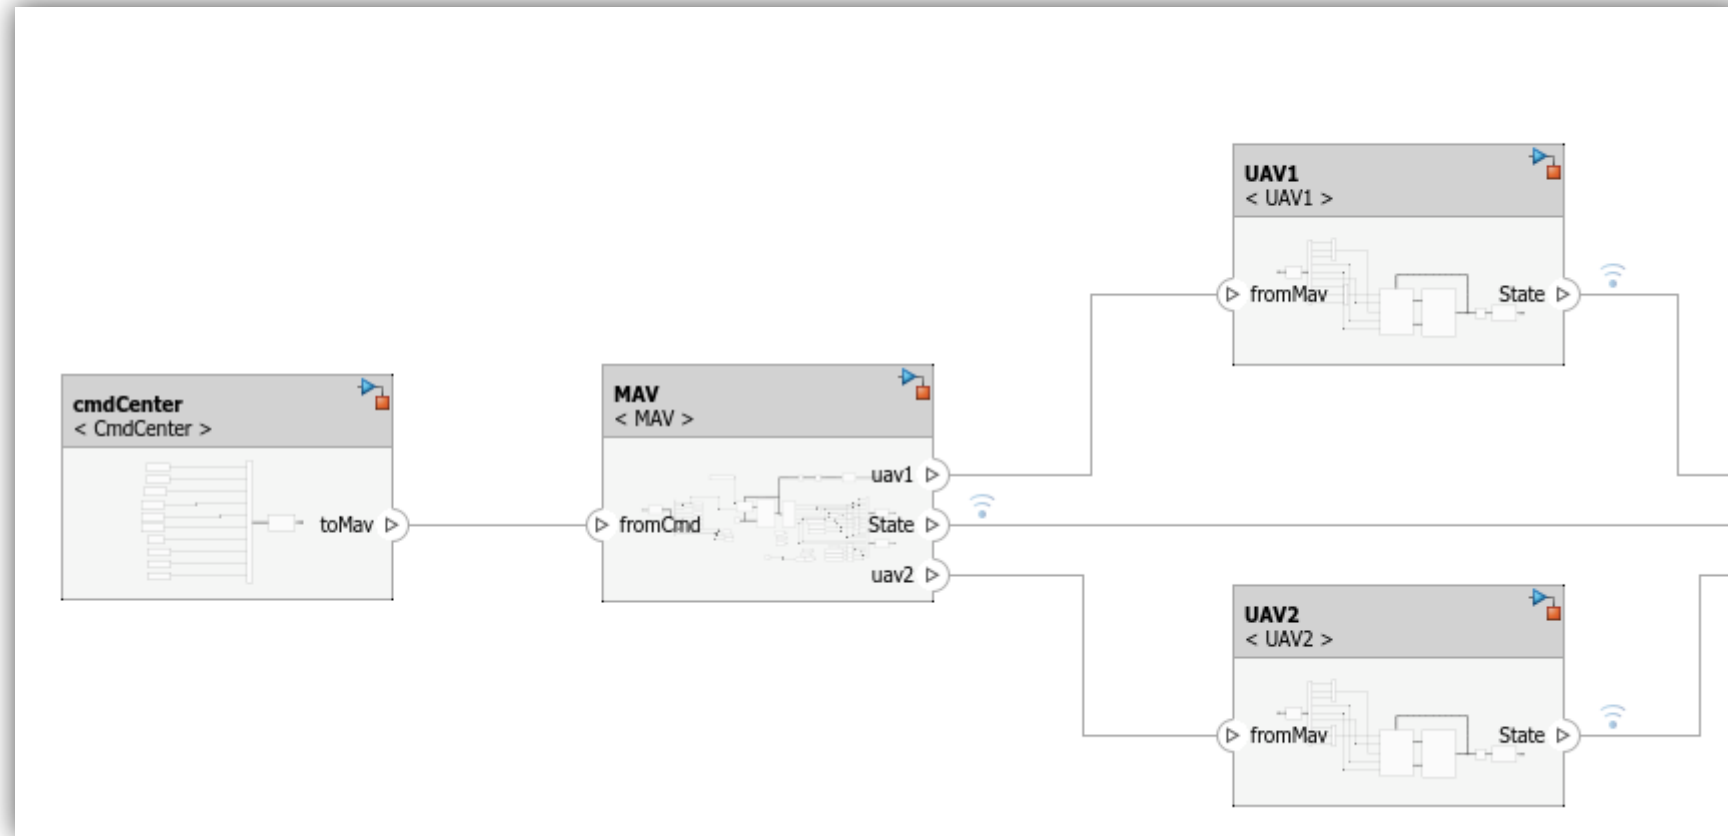 cmdCenter
< CmdCenter >
toMav
MAV
< MAV >
fromCmd
uav1
State
uav2
UAV1
< UAV1 >
fromMav
State
UAV2
< UAV2 >
fromMav
State